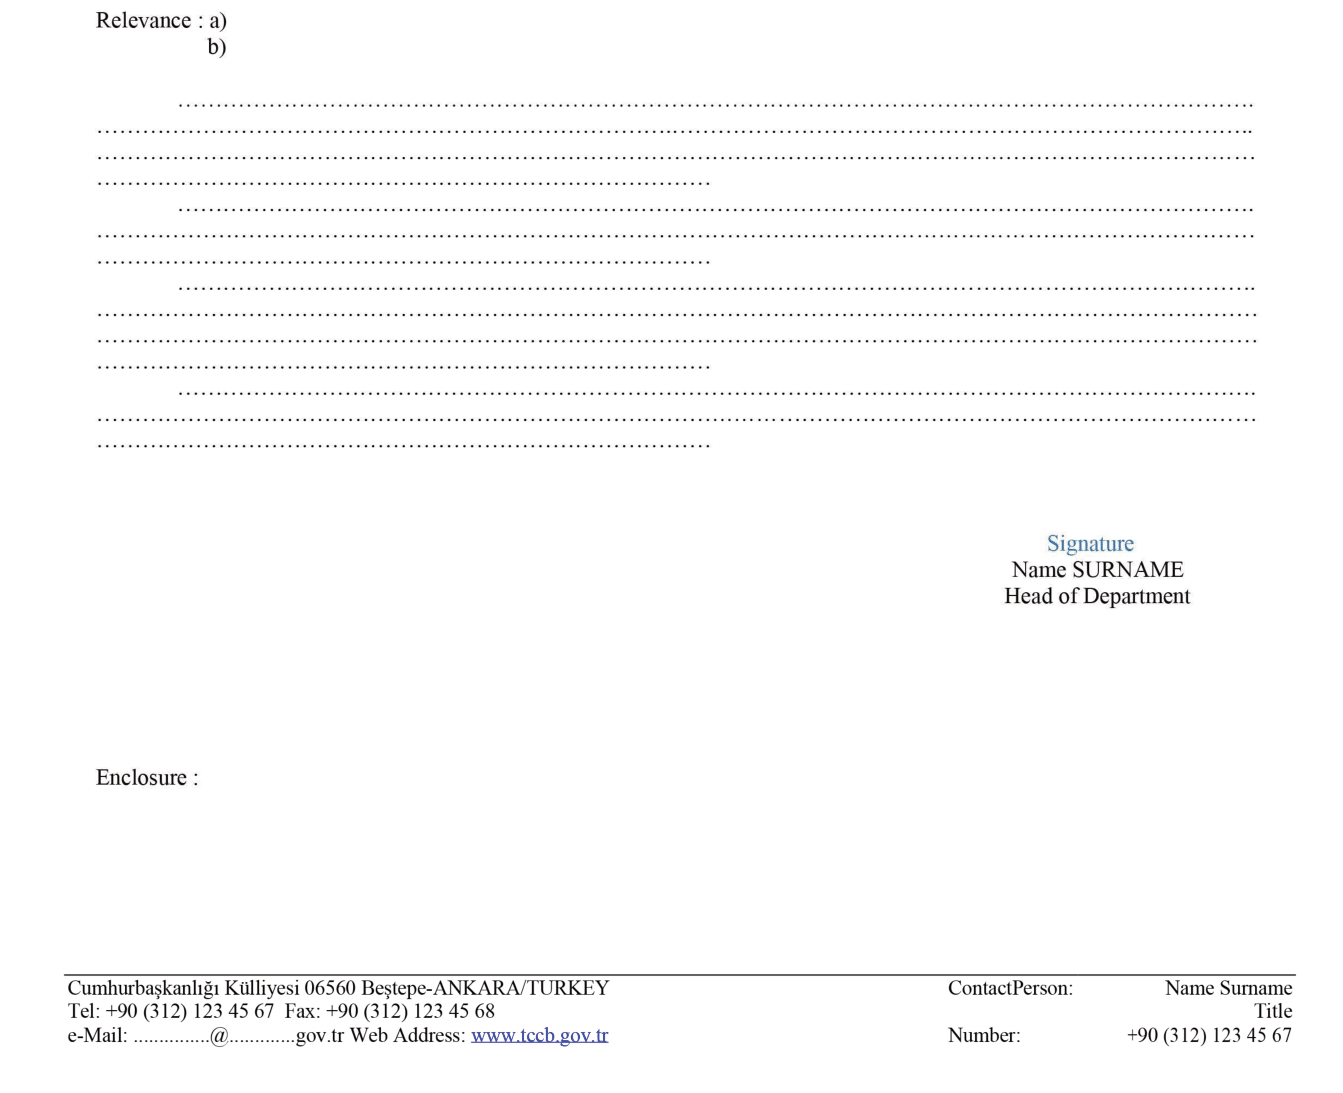 Relevance : a)
b)
……………………………………………………………………………………………………………………………….
…………………………………………………………………..…………………………………………………………………..
…………………………………………………………………………………………………………………………………………
………………………………………………………………………
……………………………………………………………………………………………………………………………….
…………………………………………………………………………………………………………………………………………
………………………………………………………………………
………………………………………………………………………………………………………………………………..
…………………………………………………………………………………………………………………………………………
…………………………………………………………………………………………………………………………………………
………………………………………………………………………
……………………………………………………………………………………………………………………………….
…………………………………………………………………………………………………………………………………………
………………………………………………………………………
Signature
Name SURNAME
Head of Department
Enclosure :
Cumhurbaşkanlığı Külliyesi 06560 Beştepe-ANKARA/TURKEY ContactPerson: Name Surname
Tel: +90 (312) 123 45 67 Fax: +90 (312) 123 45 68 Title
e-Mail: ...............@.............gov.tr Web Address: www.tccb.gov.tr Number: +90 (312) 123 45 67